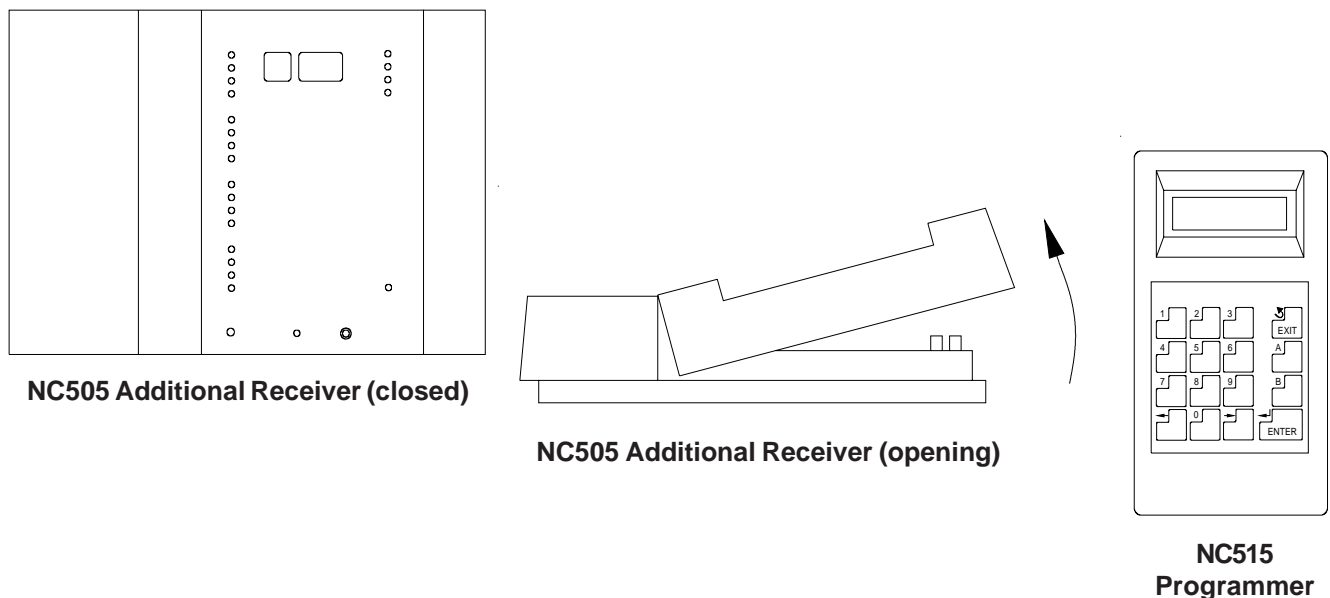 NC505 Additional Receiver (closed)
NC505 Additional Receiver (opening)
1 2 3 EXIT
4 5 6 A
7 8 9 B
0 ENTER
NC515
Programmer